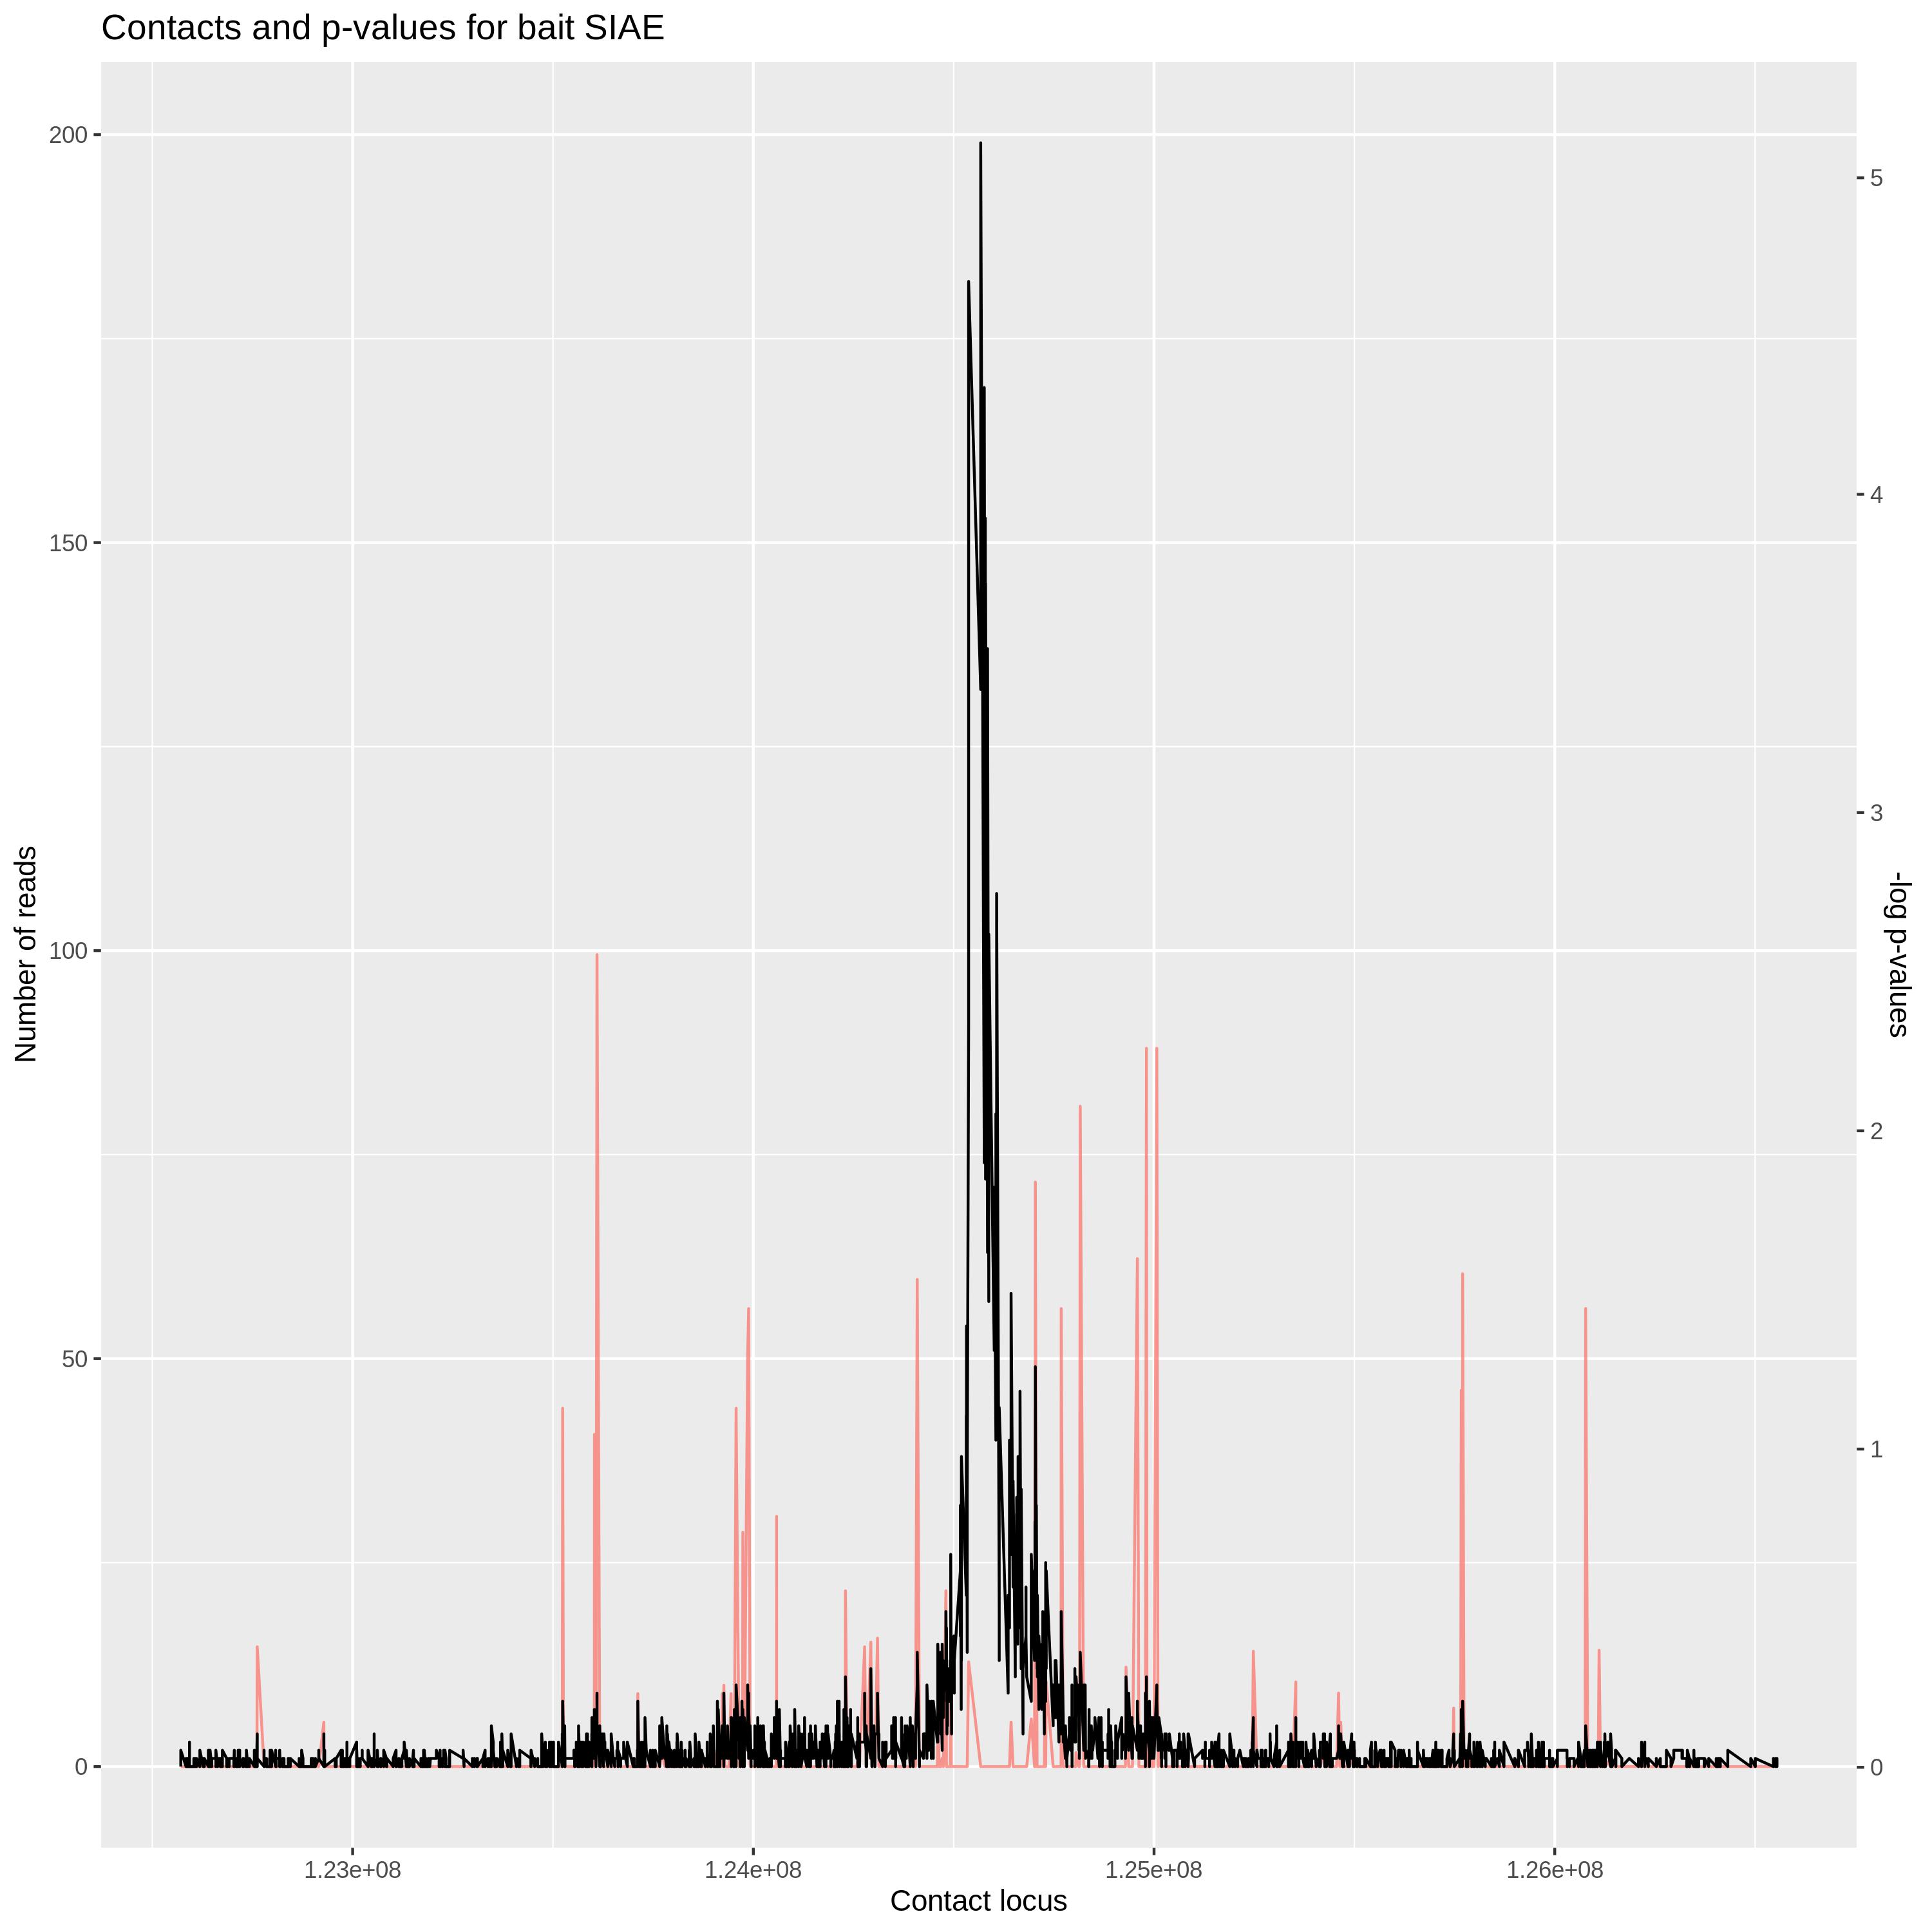 Contacts and p-values for bait SIAE
200
150
100
50
0
Number of reads
5
4
3
2
1
0
-log p-values
1.23e+08
1.24e+08
1.25e+08
1.26e+08
Contact locus